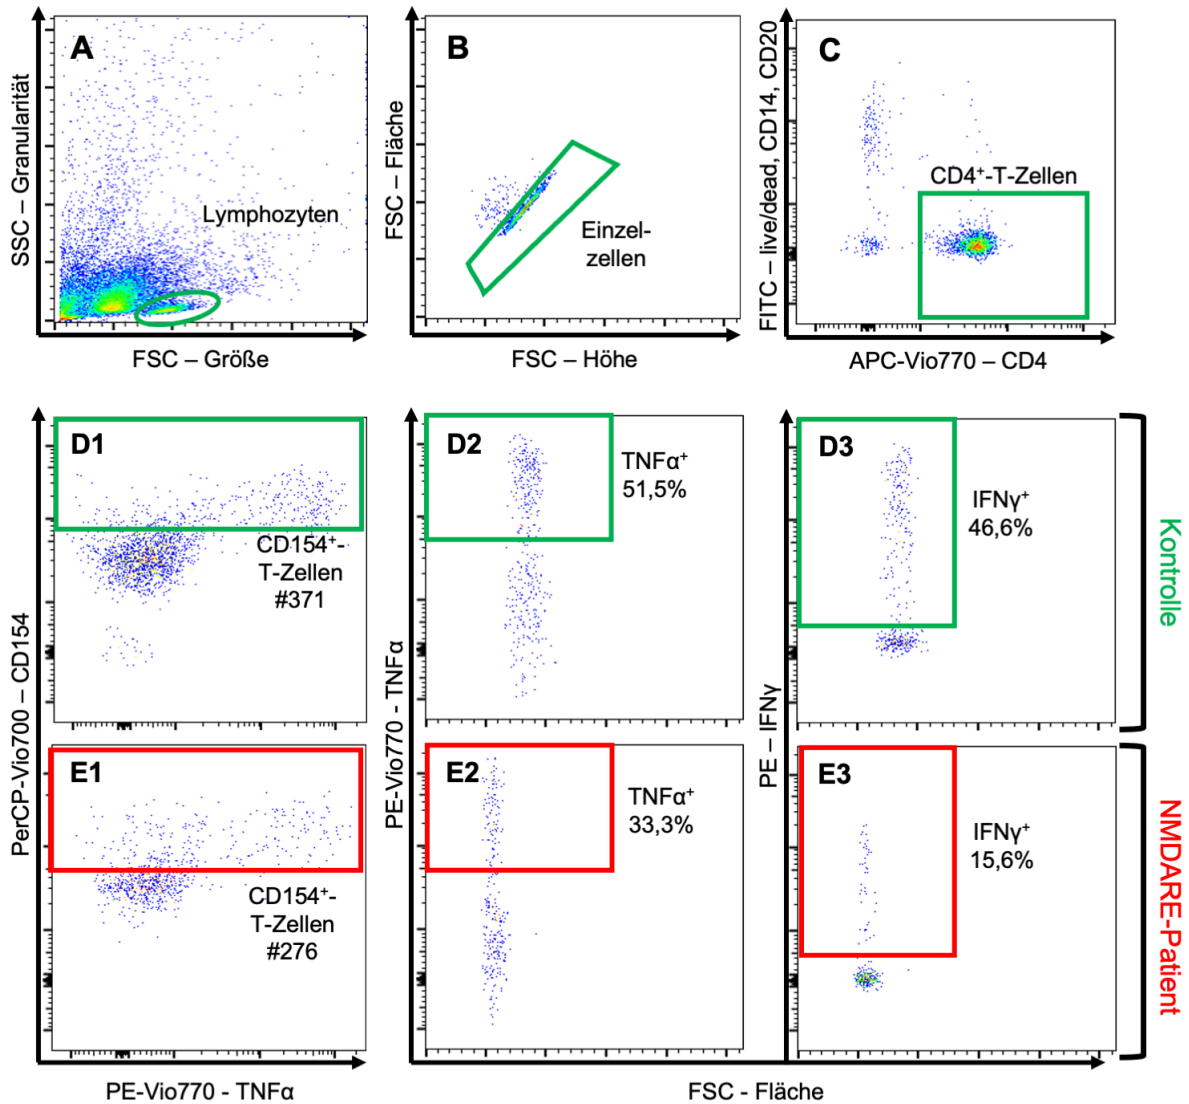 A
SSC – Granularität
Lymphozyten
FSC – Größe
B
FSC – Fläche
Einzel-
zellen
FSC – Höhe
C
FITC – live/dead, CD14, CD20
CD4⁺-T-Zellen
APC-Vio770 – CD4
D1
CD154⁺-
T-Zellen
#371
D2
TNFα⁺
51,5%
D3
IFNγ⁺
46,6%
Kontrolle
PerCP-Vio700 – CD154
PE-Vio770 - TNFα
PE – IFNγ
E1
CD154⁺-
T-Zellen
#276
E2
TNFα⁺
33,3%
E3
IFNγ⁺
15,6%
NMDARE-Patient
PE-Vio770 - TNFα
FSC - Fläche